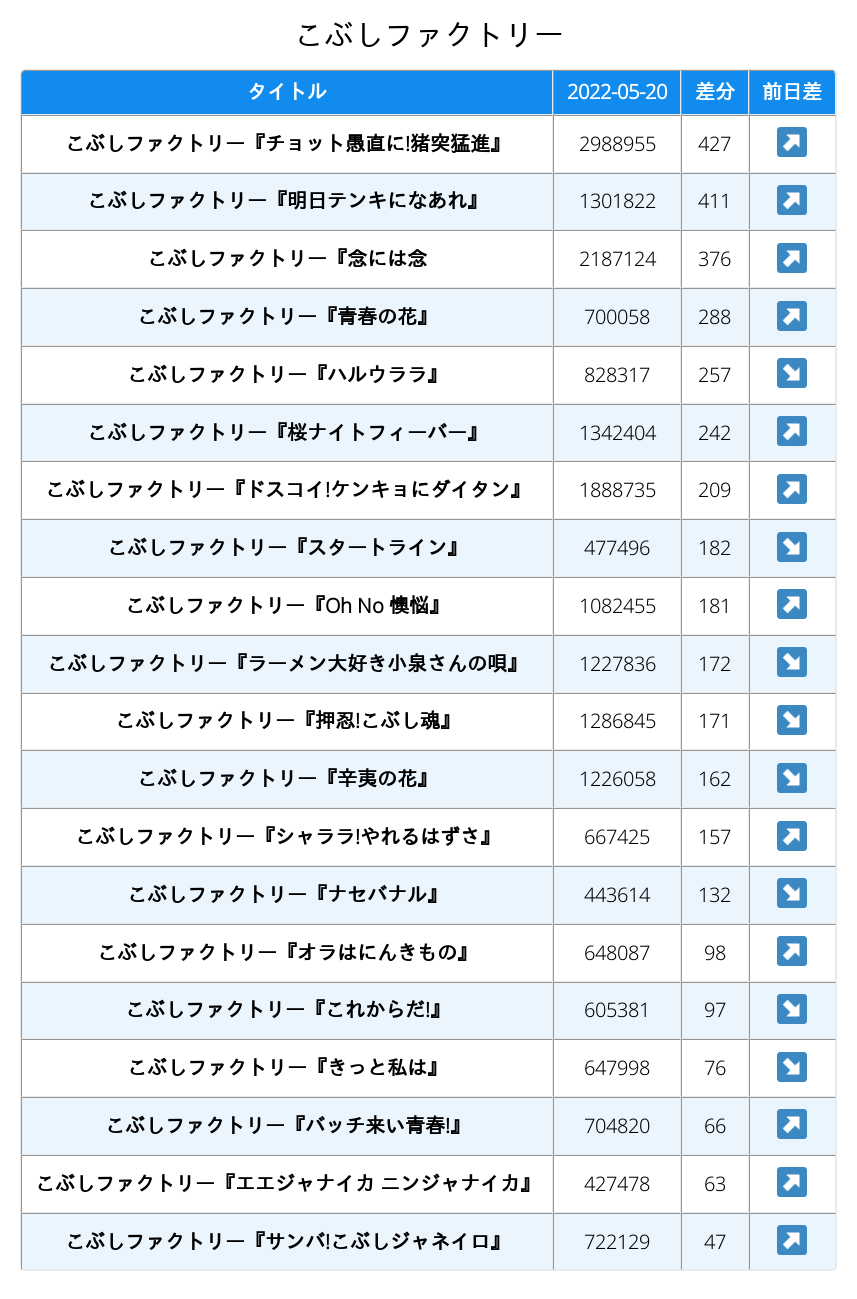 こぶしファクトリー
タイトル 2022-05-20 差分 前日差
こぶしファクトリー『チョット愚直に!猪突猛進』 2988955 427
こぶしファクトリー『明日テンキになあれ』 1301822 411
こぶしファクトリー『念には念 2187124 376
こぶしファクトリー『青春の花』 700058 288
こぶしファクトリー『ハルウララ』 828317 257
こぶしファクトリー『桜ナイトフィーバー』 1342404 242
こぶしファクトリー『ドスコイ!ケンキョにダイタン』 1888735 209
こぶしファクトリー『スタートライン』 477496 182
こぶしファクトリー『Oh No 懊悩』 1082455 181
こぶしファクトリー『ラーメン大好き小泉さんの唄』 1227836 172
こぶしファクトリー『押忍!こぶし魂』 1286845 171
こぶしファクトリー『辛夷の花』 1226058 162
こぶしファクトリー『シャララ!やれるはずさ』 667425 157
こぶしファクトリー『ナセバナル』 443614 132
こぶしファクトリー『オラはにんきもの』 648087 98
こぶしファクトリー『これからだ!』 605381 97
こぶしファクトリー『きっと私は』 647998 76
こぶしファクトリー『バッチ来い青春!』 704820 66
こぶしファクトリー『エエジャナイカ ニンジャナイカ』 427478 63
こぶしファクトリー『サンバ!こぶしジャネイロ』 722129 47